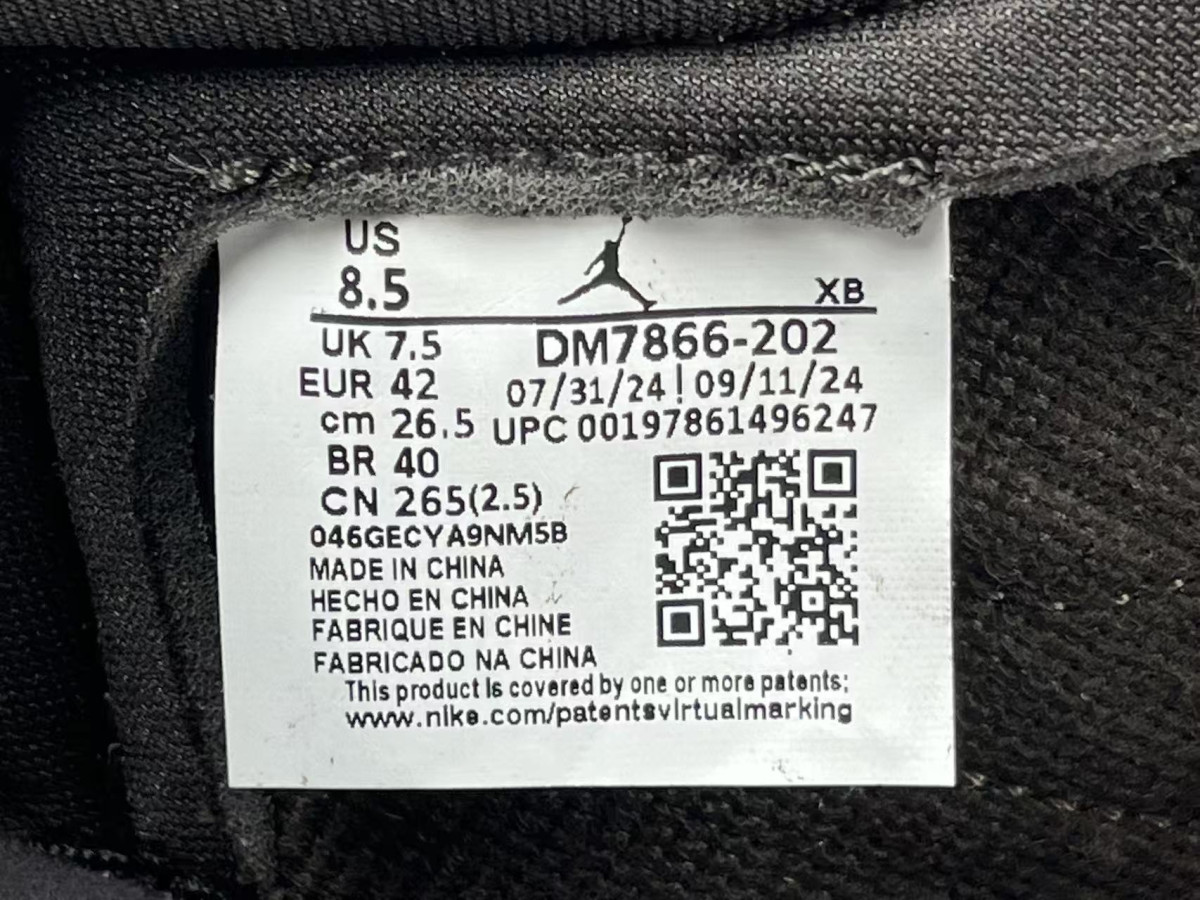 US
8.5
XB
UK 7.5
DM7866-202
EUR 42
07/31/24 | 09/11/24
cm 26.5
UPC 00197861496247
BR 40
CN 265(2.5)
046GECYA9NM5B
MADE IN CHINA
HECHO EN CHINA
FABRIQUE EN CHINE
FABRICADO NA CHINA
This product is covered by one or more patents:
www.nike.com/patentsvirtualmarking